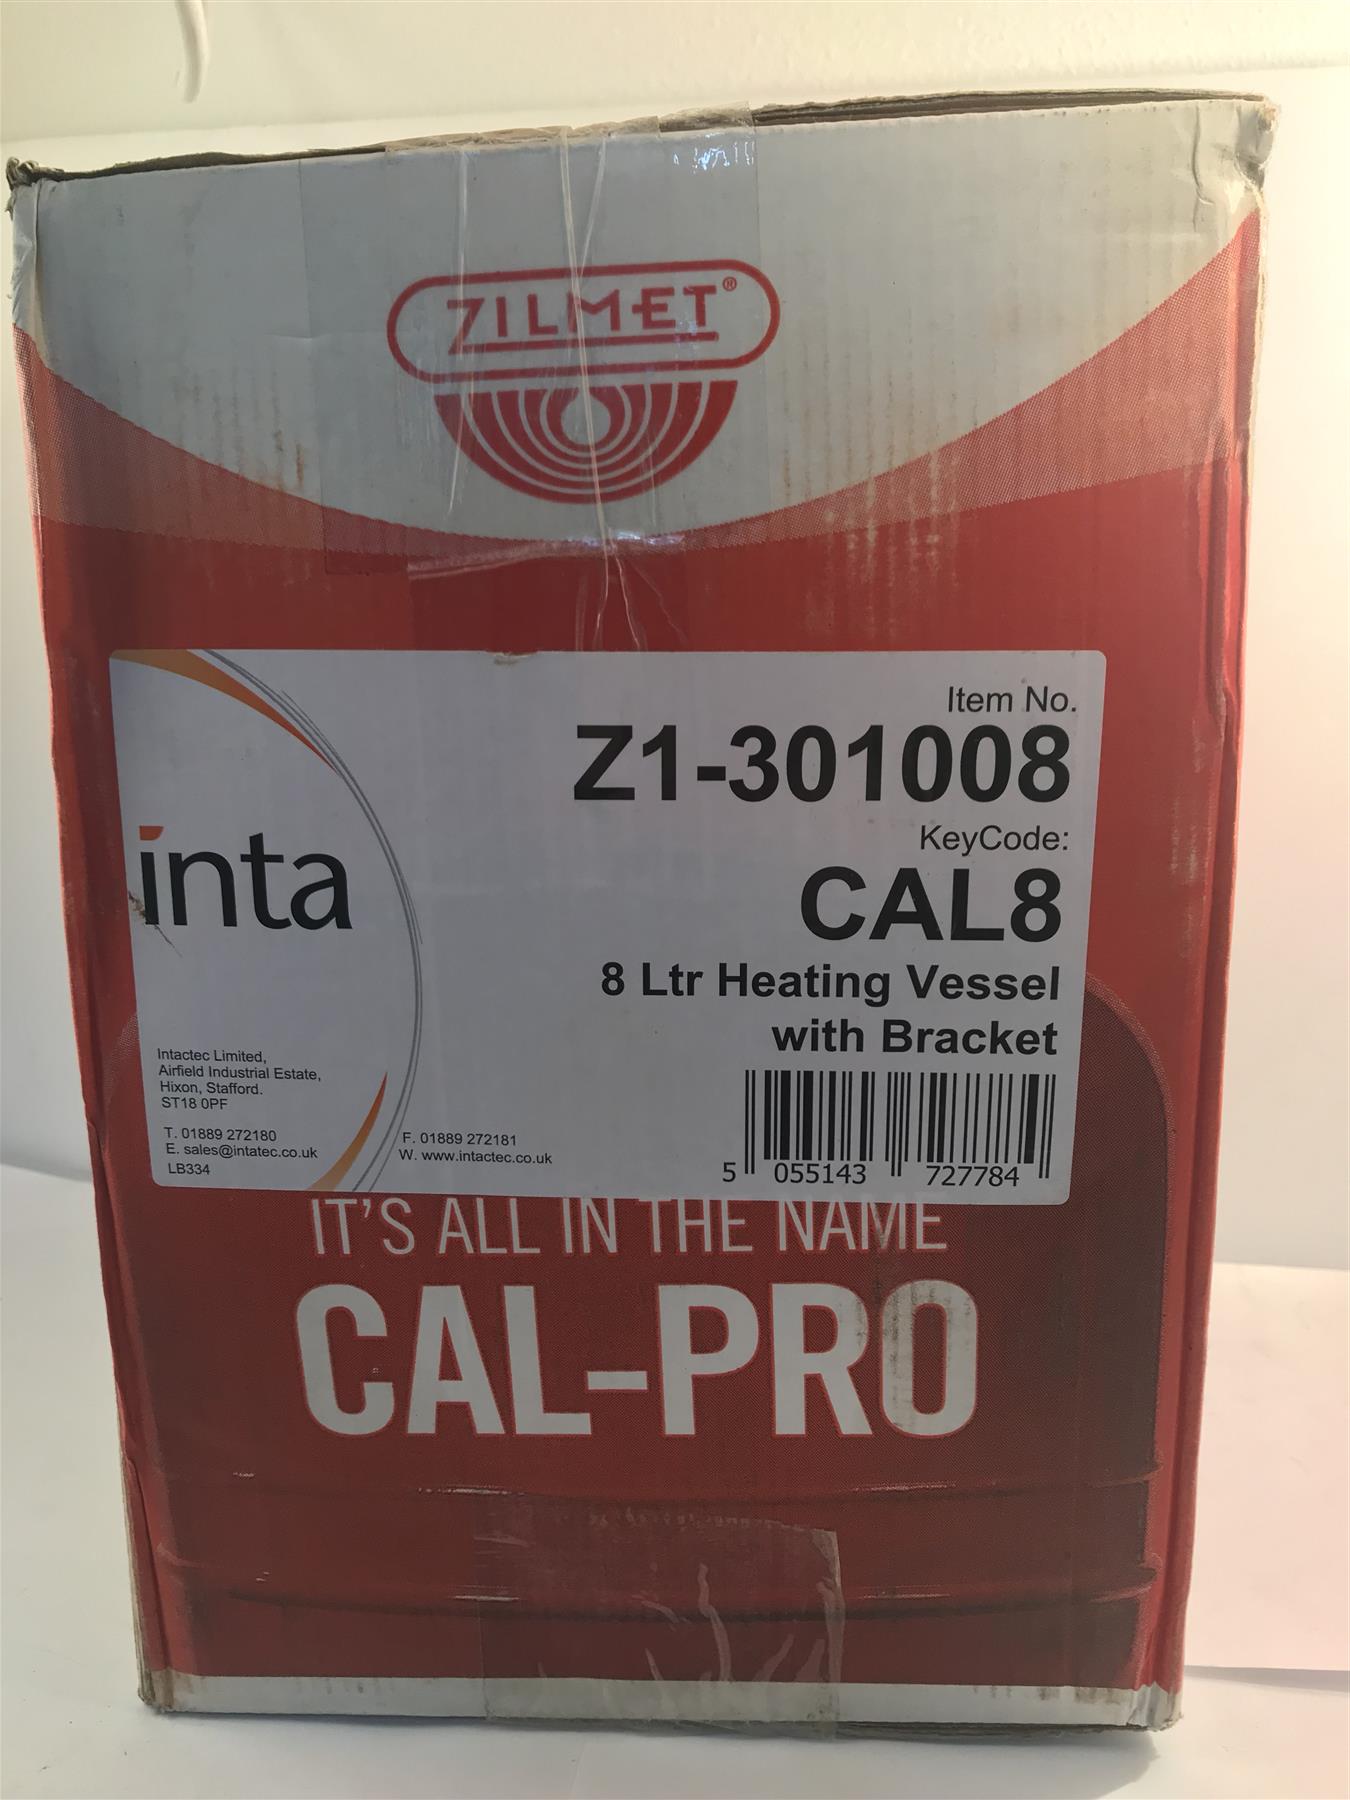 ZILMET®
Item No.
Z1-301008
KeyCode:
CAL8
8 Ltr Heating Vessel
with Bracket
inta
Intactec Limited,
Airfield Industrial Estate,
Hixon, Stafford.
ST18 0PF
T. 01889 272180
E. sales@intatec.co.uk
LB334
F. 01889 272181
W. www.intactec.co.uk
5 055143 727784
IT'S ALL IN THE NAME
CAL-PRO